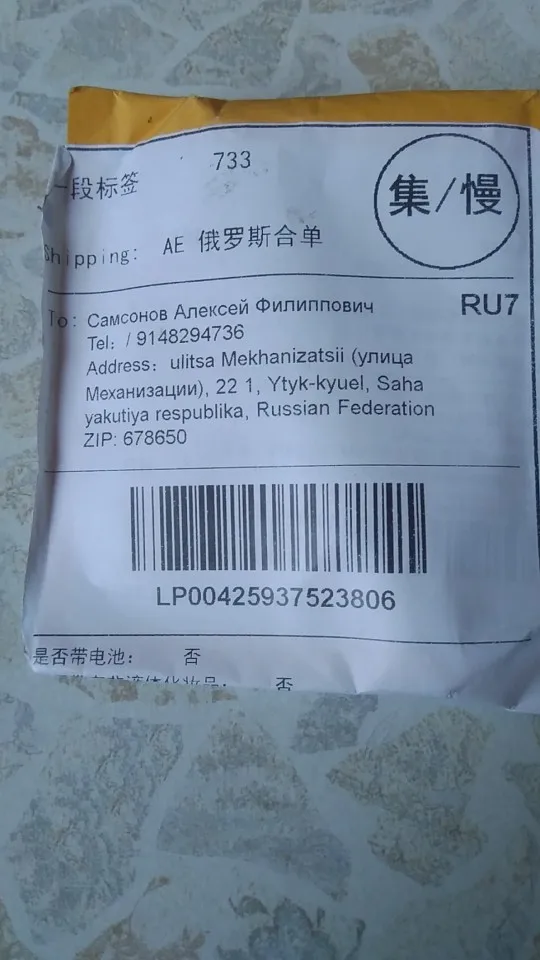 733
一段标签
集/慢
Shipping: AE 俄罗斯合单
To: Самсонов Алексей Филиппович
RU7
Tel: / 9148294736
Address: ulitsa Mekhanizatsii (улица
Механизации), 22 1, Ytyk-kyuel, Saha
yakutiya respublika, Russian Federation
ZIP: 678650
LP00425937523806
是否带电池: 否
否